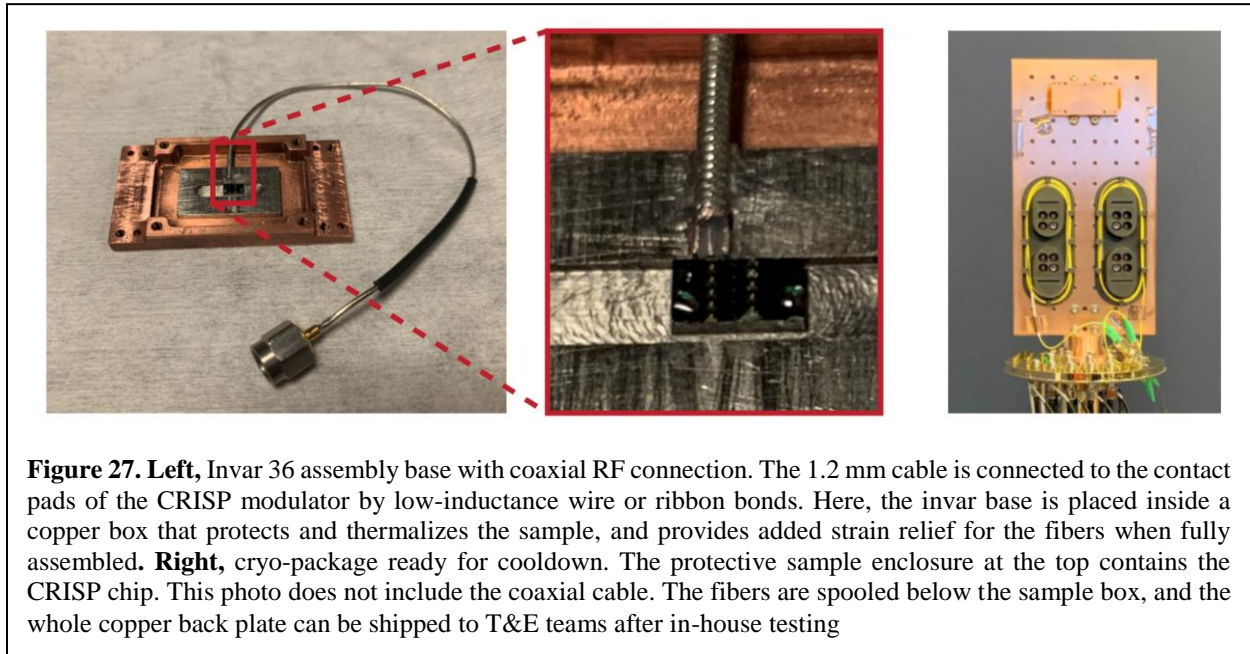 Figure 27. Left, Invar 36 assembly base with coaxial RF connection. The 1.2 mm cable is connected to the contact
pads of the CRISP modulator by low-inductance wire or ribbon bonds. Here, the invar base is placed inside a
copper box that protects and thermalizes the sample, and provides added strain relief for the fibers when fully
assembled. Right, cryo-package ready for cooldown. The protective sample enclosure at the top contains the
CRISP chip. This photo does not include the coaxial cable. The fibers are spooled below the sample box, and the
whole copper back plate can be shipped to T&E teams after in-house testing